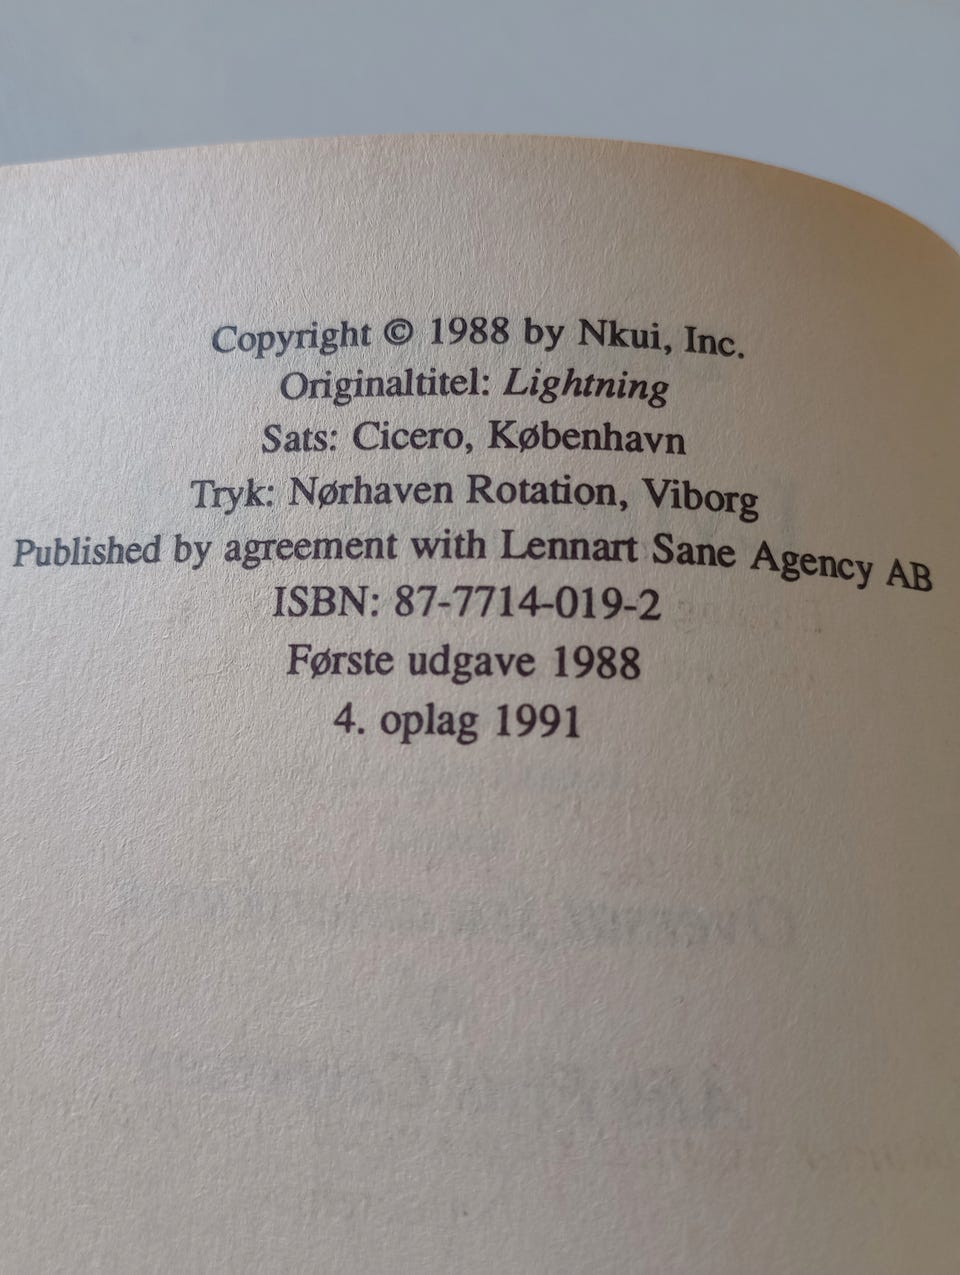 Copyright © 1988 by Nkui, Inc.
Originaltitel: Lightning
Sats: Cicero, København
Tryk: Nørhaven Rotation, Viborg
Published by agreement with Lennart Sane Agency AB
ISBN: 87-7714-019-2
Første udgave 1988
4. oplag 1991